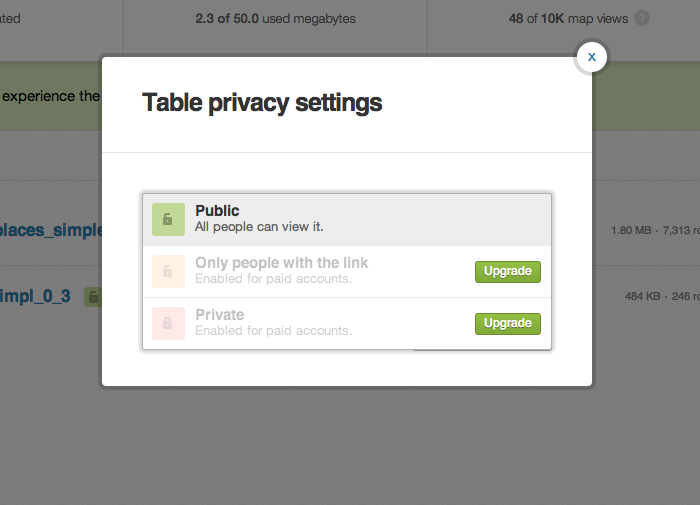 ated
2.3 of 50.0 used megabytes
48 of 10K map views ?
x
experience the
Table privacy settings
Public
All people can view it.
places_simple
1.80 MB · 7,313 ro
Only people with the link
Enabled for paid accounts.
Upgrade
impl_0_3
484 KB · 246 ro
Private
Enabled for paid accounts.
Upgrade